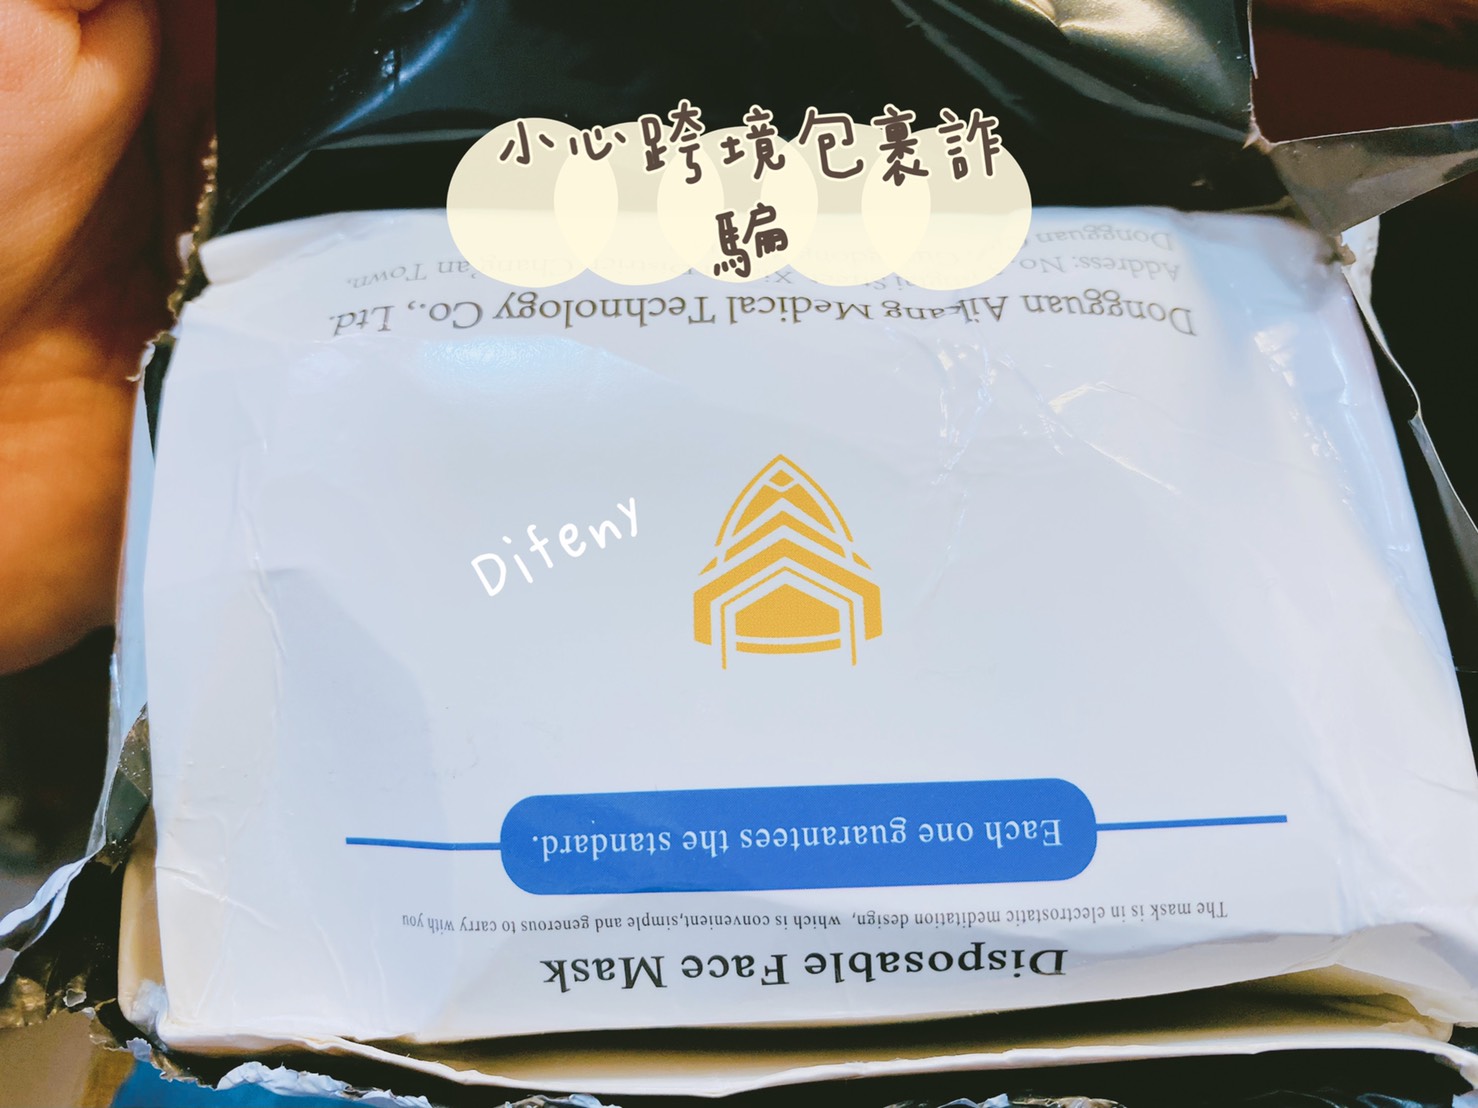 小心跨境包裹詐
騙
Difeny
Disposable Face Mask
The mask is in electrostatic meditation design, which is convenient,simple and generous to carry with you
Each one guarantees the standard.
Dongguan Aikang Medical Technology Co., Ltd.
Address: No.
an Town,
Dongguan